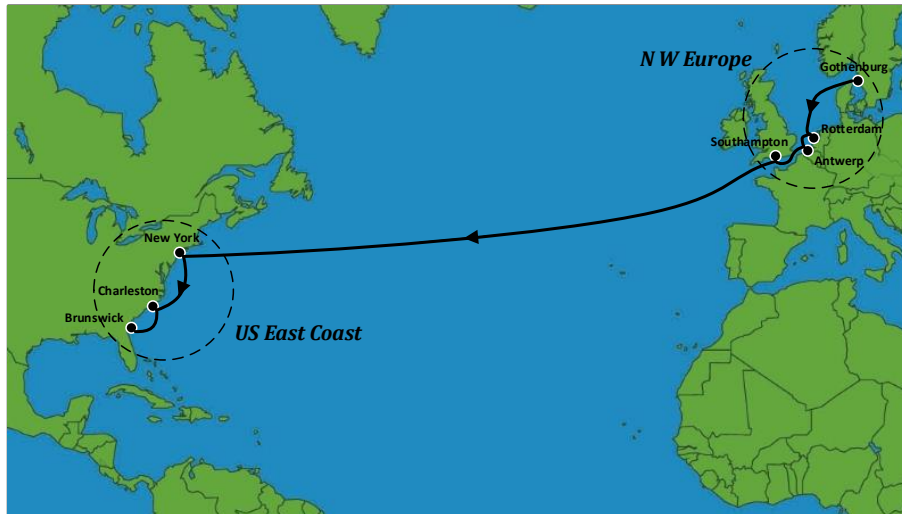 N W Europe
Gothenburg
Rotterdam
Southampton
Antwerp
New York
Charleston
Brunswick
US East Coast